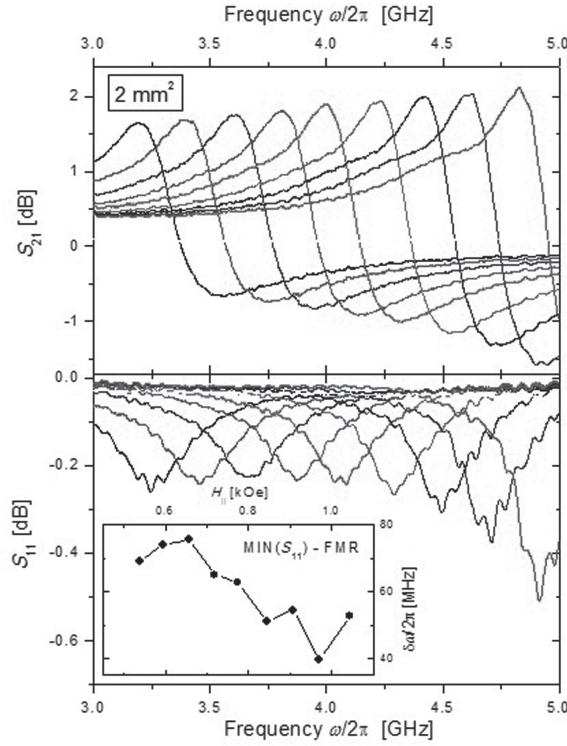 Frequency ω/2π [GHz]
3.0 3.5 4.0 4.5 5.0
2 mm²
2
1
0
-1
S₂₁ [dB]
0.0
-0.2
-0.4
-0.6
S₁₁ [dB]
H|| [kOe]
0.6 0.8 1.0
MIN(S₁₁) - FMR
80
60
40
δω/2π [MHz]
3.0 3.5 4.0 4.5 5.0
Frequency ω/2π [GHz]